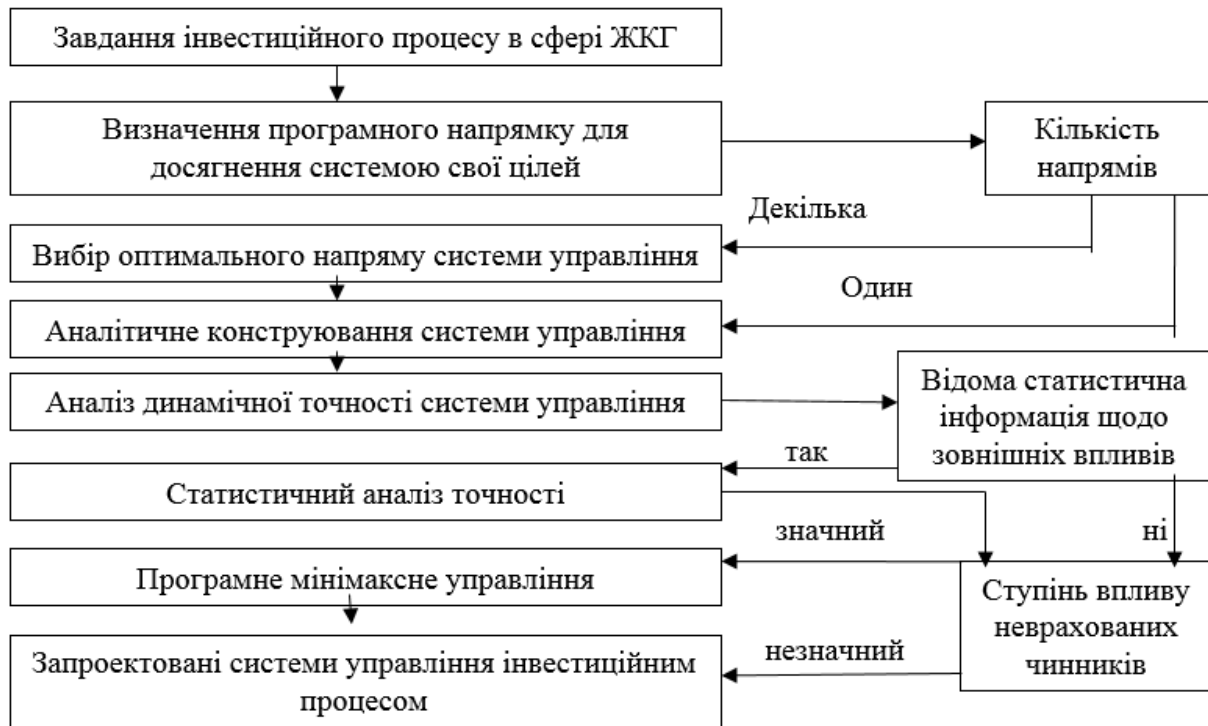 Завдання інвестиційного процесу в сфері ЖКГ
Визначення програмного напрямку для
досягнення системою свої цілей
Кількість
напрямів
Декілька
Вибір оптимального напряму системи управління
Один
Аналітичне конструювання системи управління
Аналіз динамічної точності системи управління
Відома статистична
інформація щодо
зовнішніх впливів
так
Статистичний аналіз точності
значний
ні
Програмне мінімаксне управління
Ступінь впливу
неврахованих
чинників
незначний
Запроектовані системи управління інвестиційним
процесом